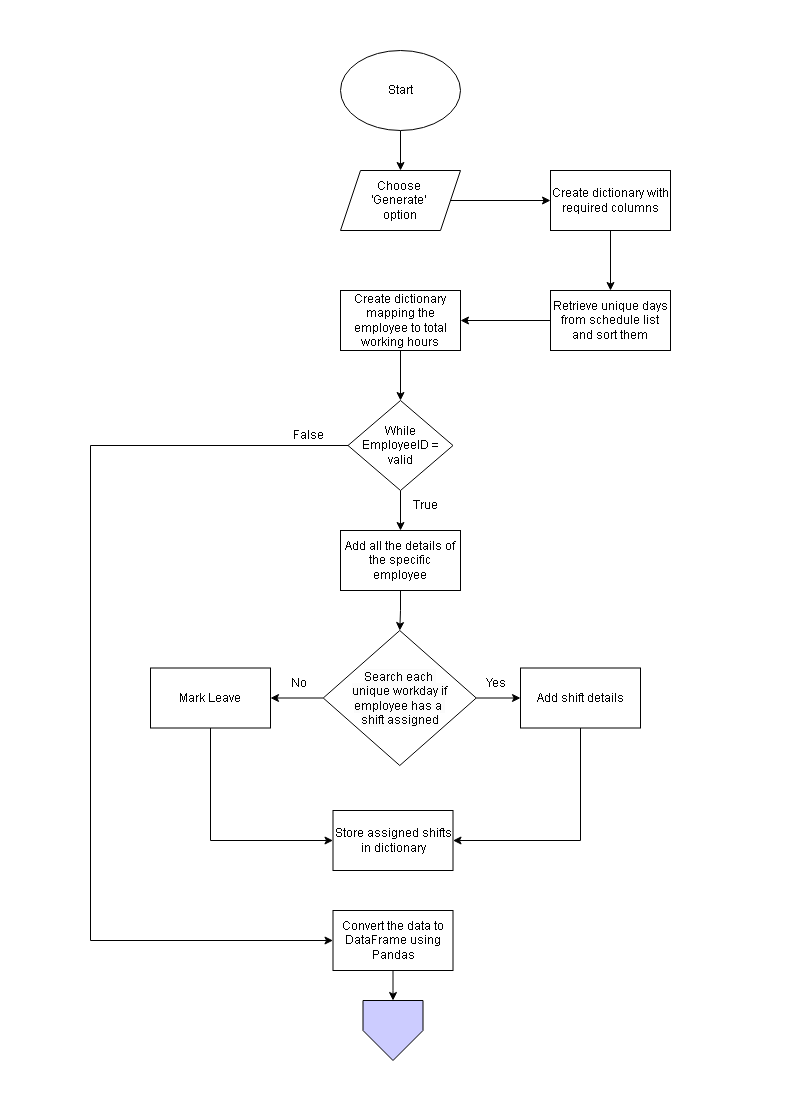 Start
Choose
'Generate'
option
Create dictionary with
required columns
Create dictionary
mapping the
employee to total
working hours
Retrieve unique days
from schedule list
and sort them
False
While
EmployeeID =
valid
True
Add all the details of
the specific
employee
Mark Leave
No
Search each
unique workday if
employee has a
shift assigned
Yes
Add shift details
Store assigned shifts
in dictionary
Convert the data to
DataFrame using
Pandas